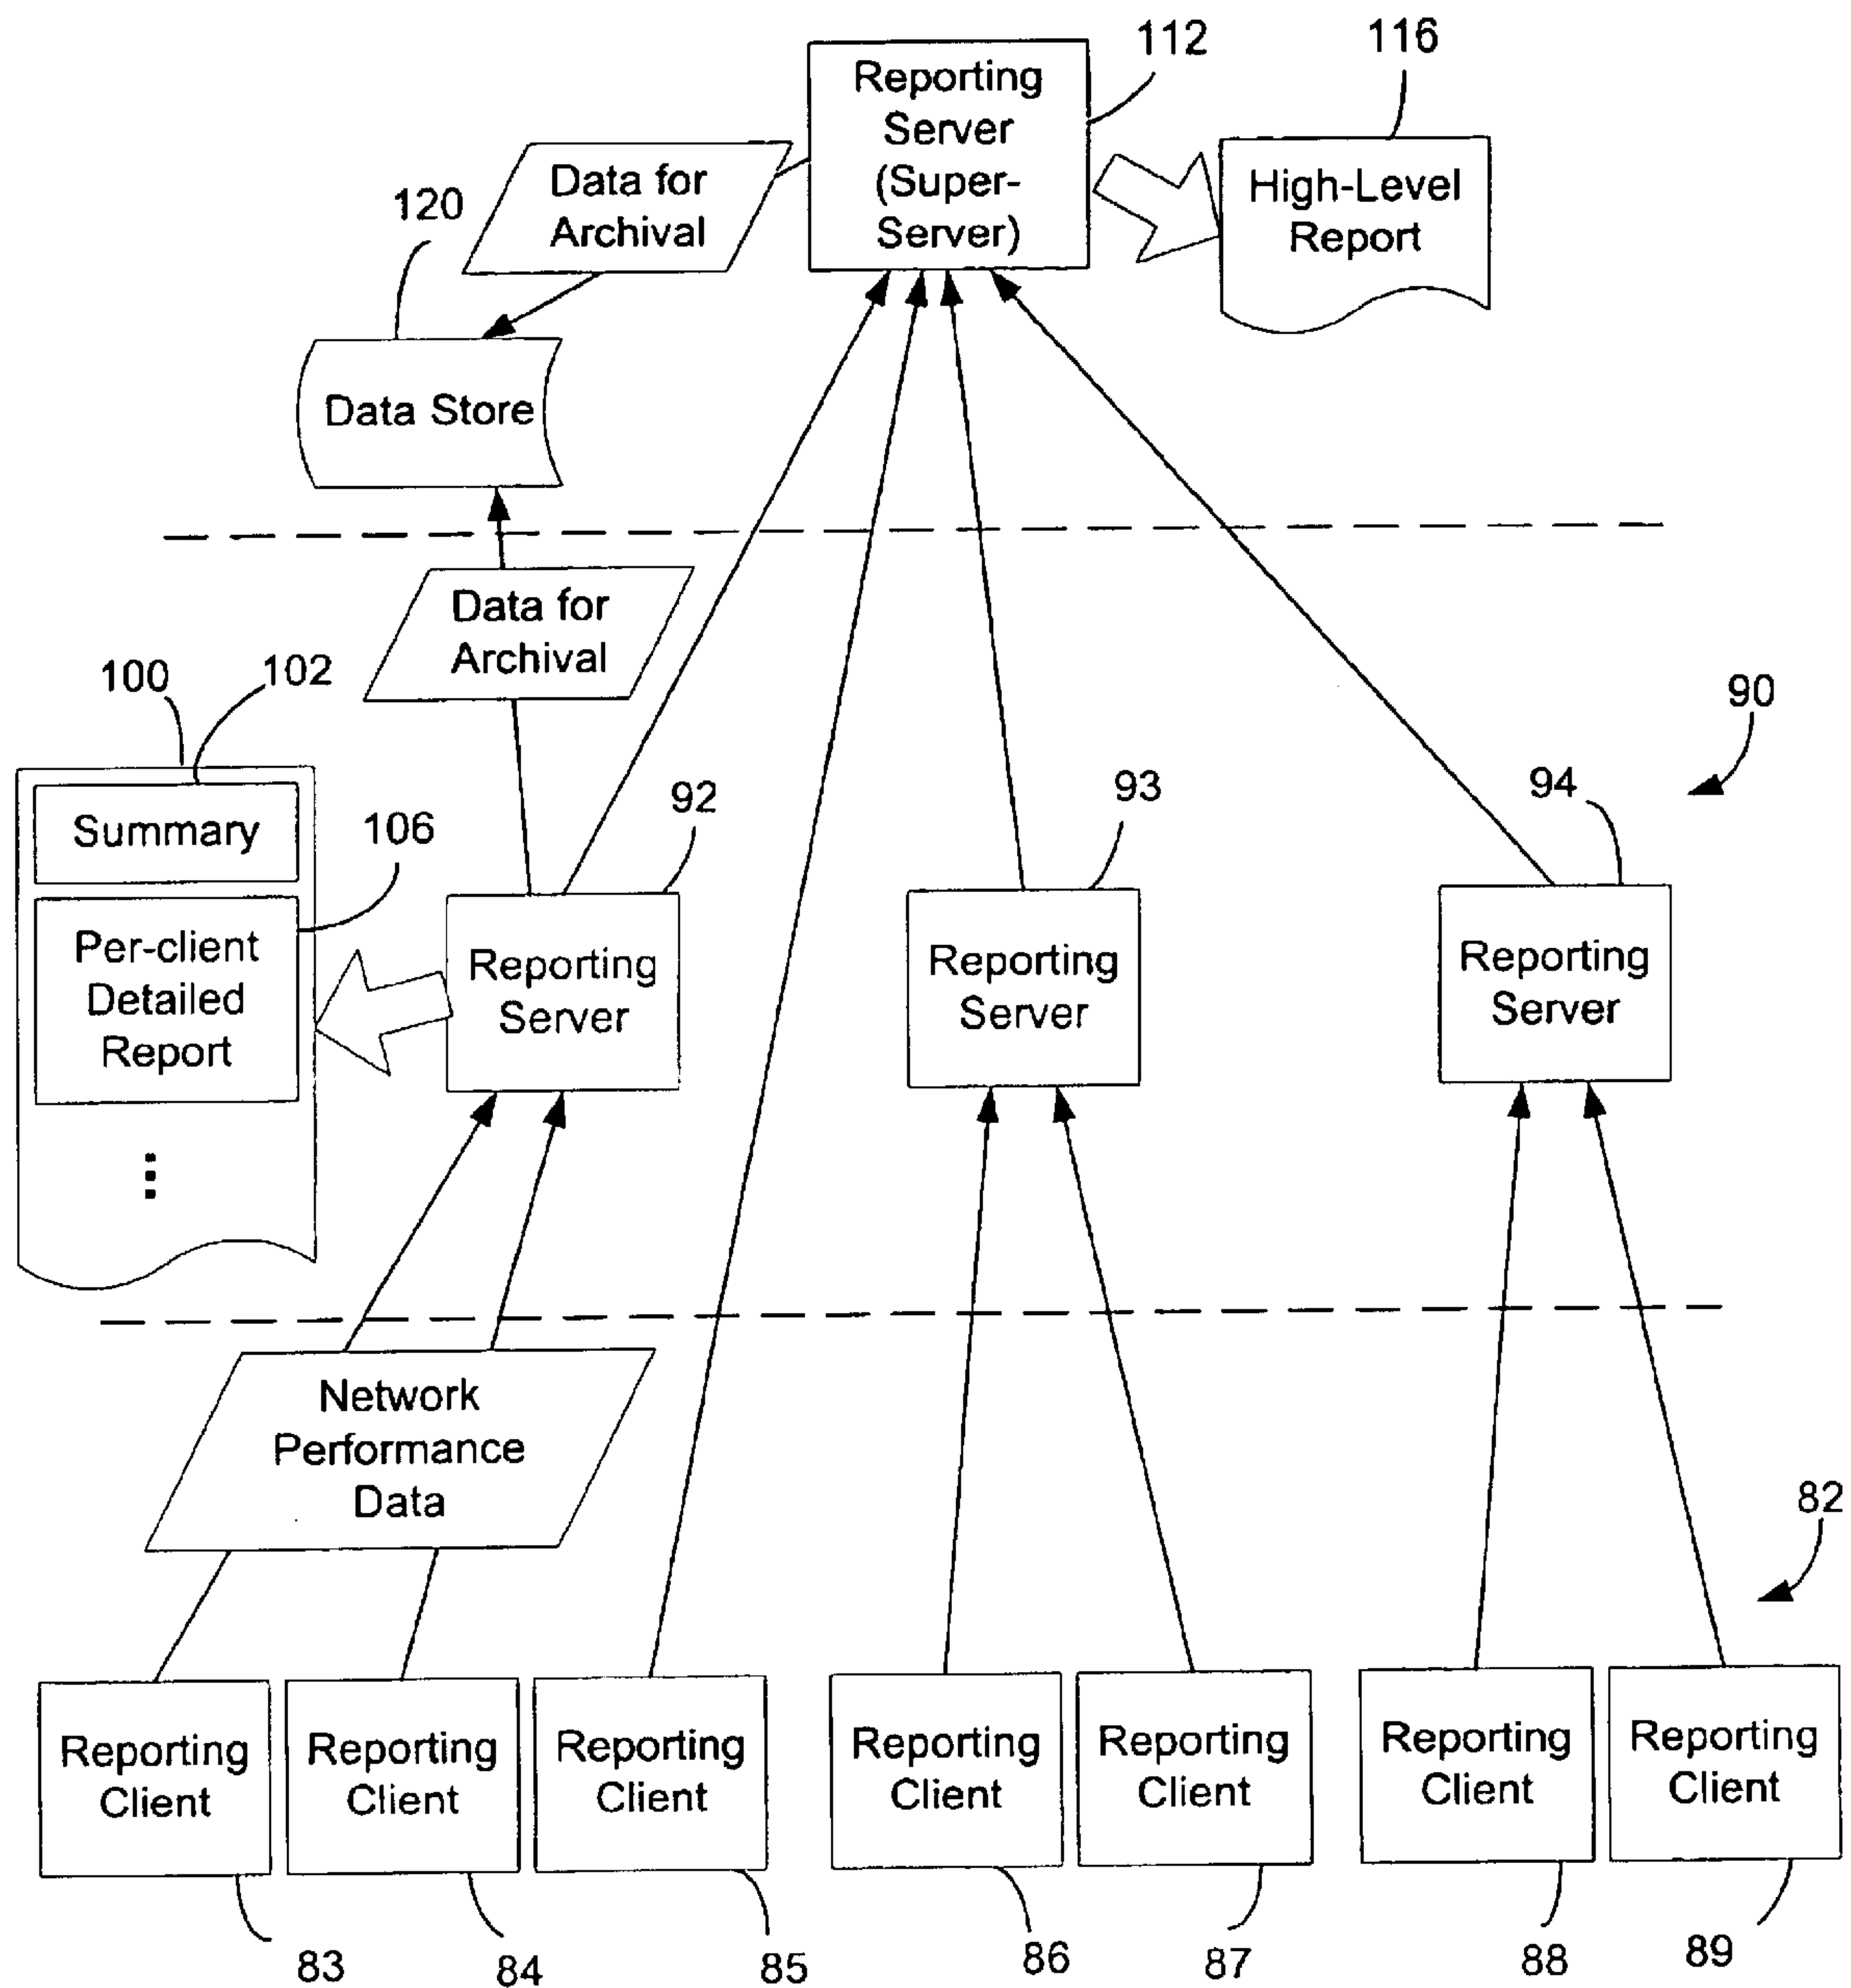 112
116
Reporting
Server
(Super-
Server)
Data for
Archival
High-Level
Report
120
Data Store
Data for
Archival
100
102
90
92
93
94
Summary
106
Per-client
Detailed
Report
Reporting
Server
Reporting
Server
Reporting
Server
Network
Performance
Data
82
Reporting
Client
Reporting
Client
Reporting
Client
Reporting
Client
Reporting
Client
Reporting
Client
Reporting
Client
83
84
85
86
87
88
89